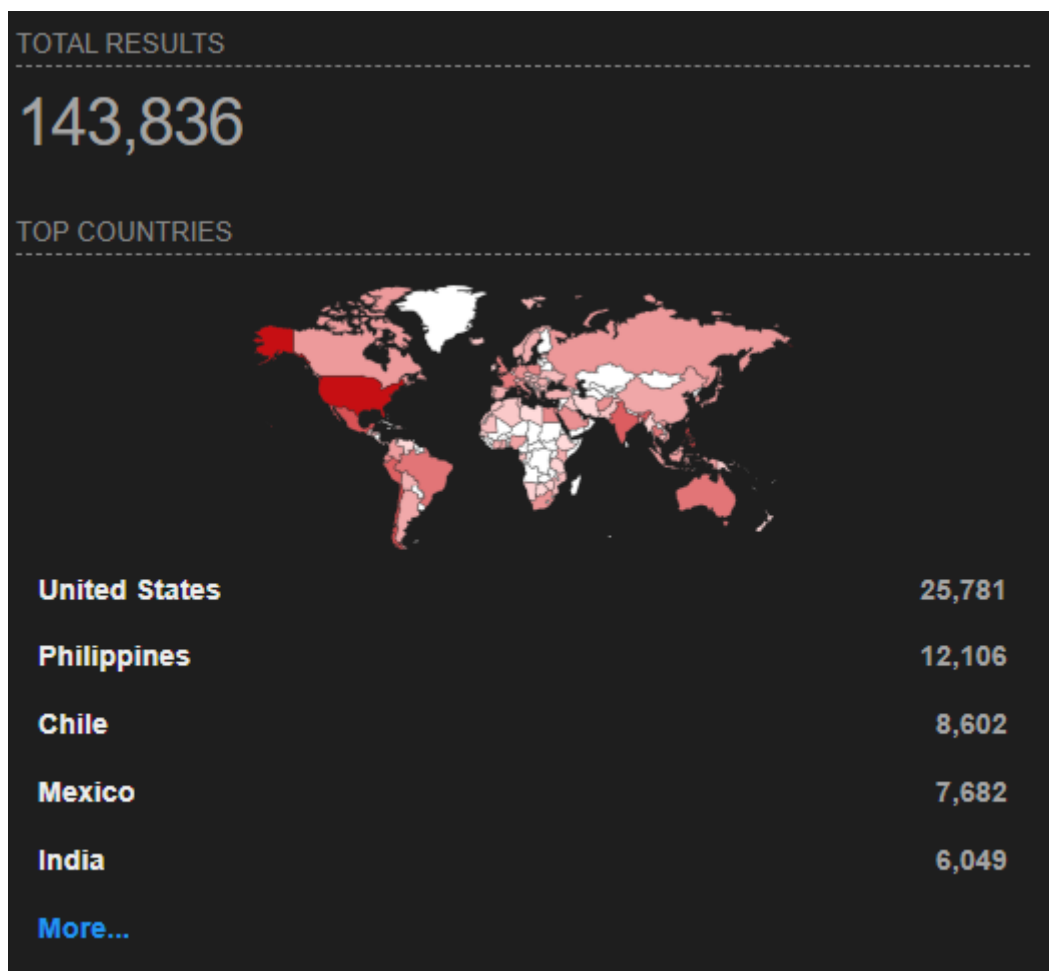 TOTAL RESULTS
143,836
TOP COUNTRIES
United States 25,781
Philippines 12,106
Chile 8,602
Mexico 7,682
India 6,049
More...